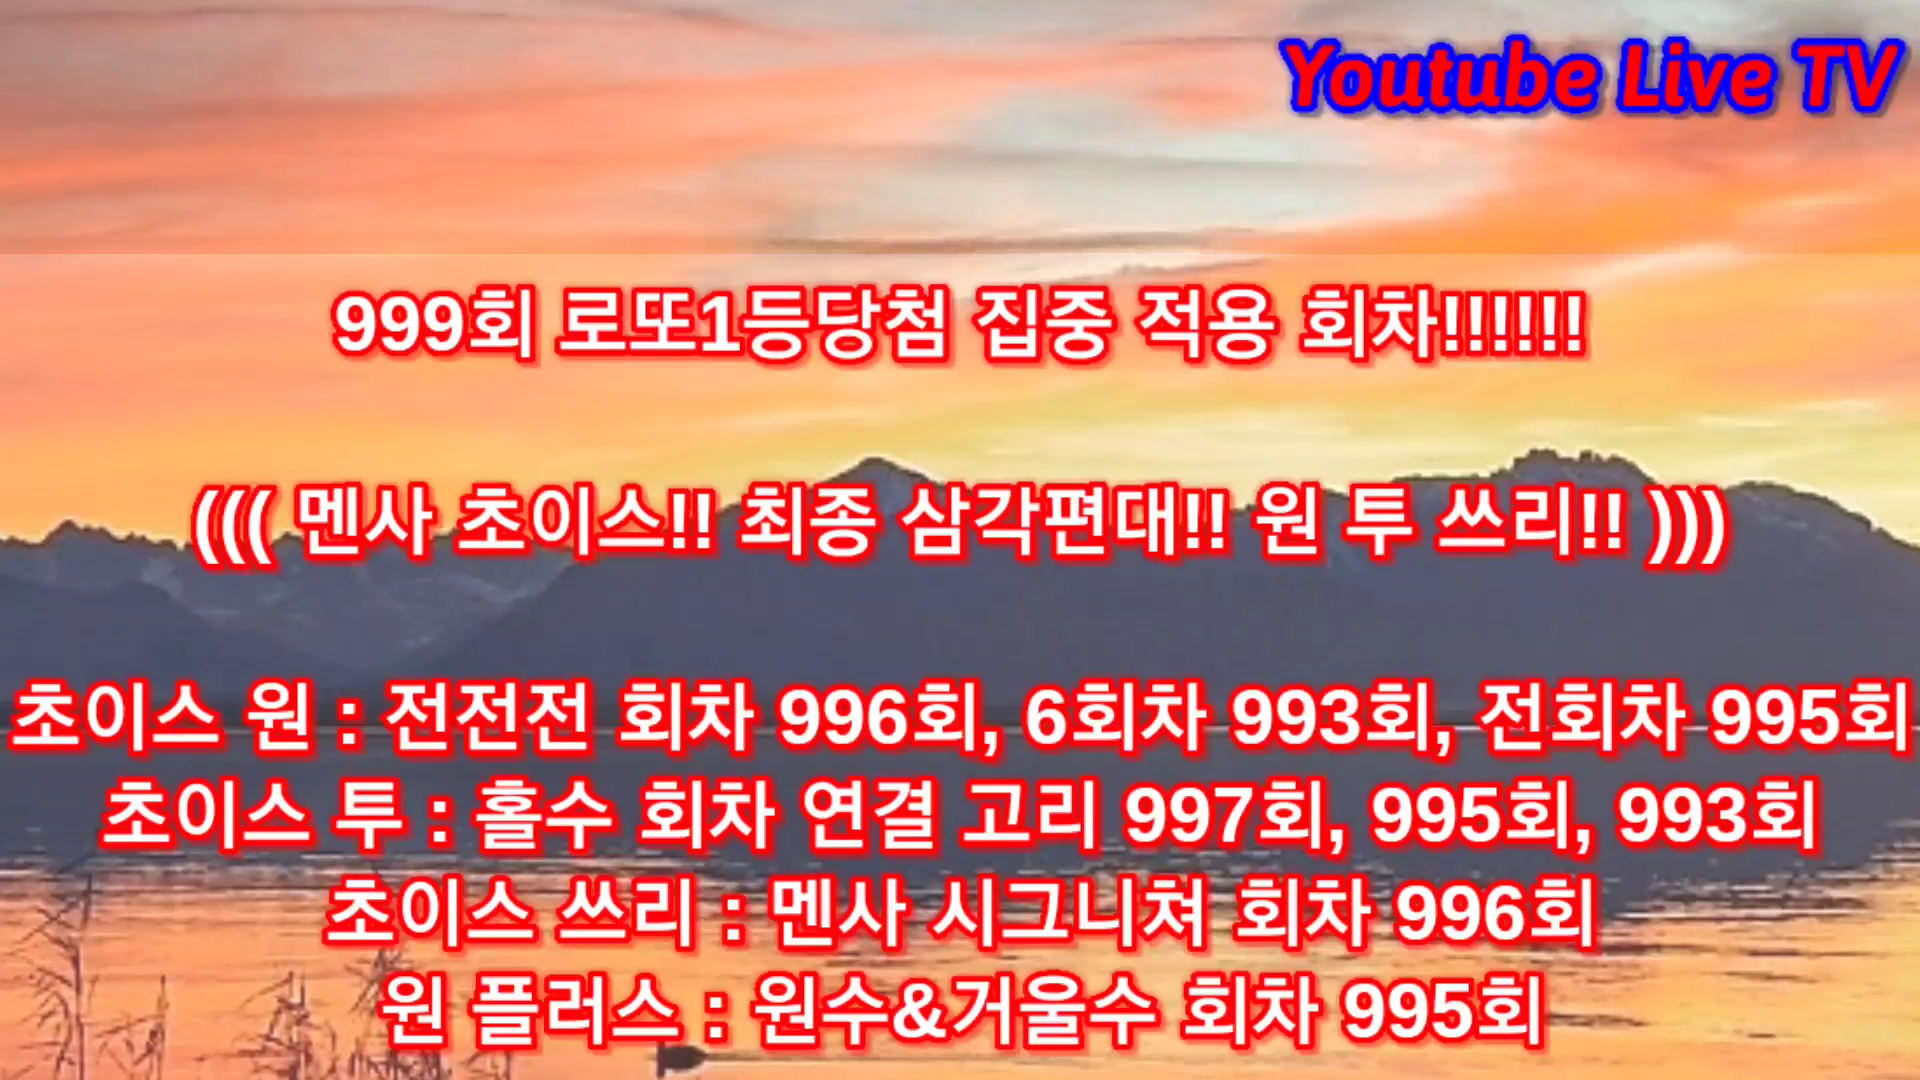 Youtube Live TV
999회 로또1등당첨 집중 적용 회차!!!!!!
((( 멘사 초이스!! 최종 삼각편대!! 원 투 쓰리!! )))
초이스 원 : 전전전 회차 996회, 6회차 993회, 전회차 995회
초이스 투 : 홀수 회차 연결 고리 997회, 995회, 993회
초이스 쓰리 : 멘사 시그니쳐 회차 996회
원 플러스 : 원수&거울수 회차 995회